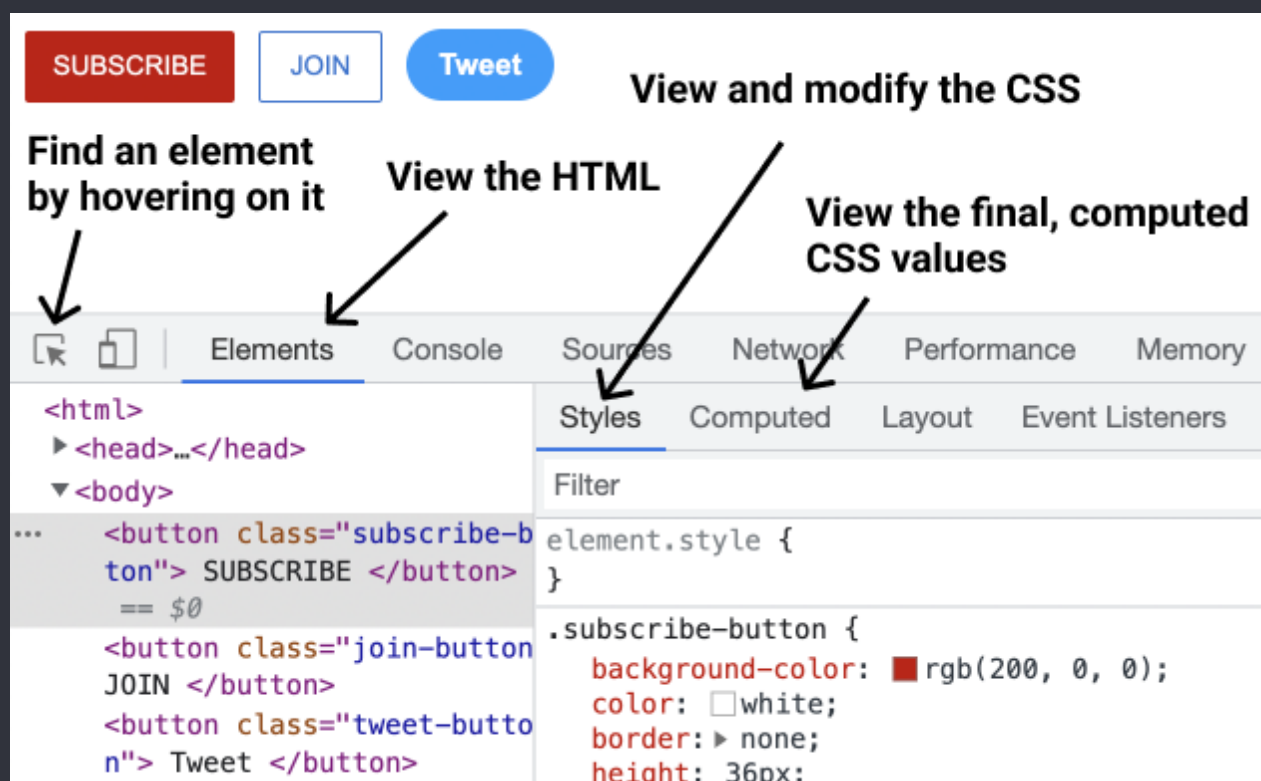 SUBSCRIBE JOIN Tweet
View and modify the CSS
Find an element
by hovering on it
View the HTML
View the final, computed
CSS values
Elements Console Sources Network Performance Memory
<html>
<head>…</head>
<body>
<button class="subscribe-b
ton"> SUBSCRIBE </button>
== $0
<button class="join-button
JOIN </button>
<button class="tweet-butto
n"> Tweet </button>
Styles Computed Layout Event Listeners
Filter
element.style {
}
.subscribe-button {
background-color: rgb(200, 0, 0);
color: white;
border: none;
height: 36px;